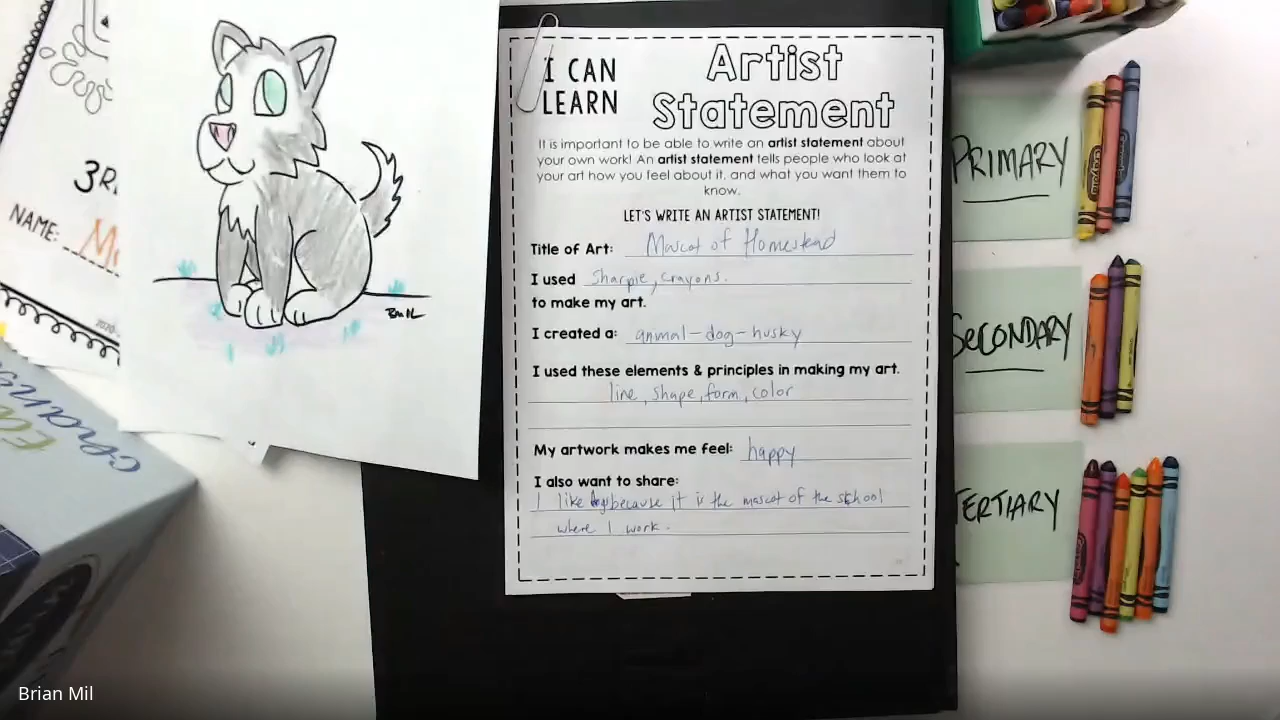 I CAN
LEARN
Artist
Statement
It is important to be able to write an artist statement about
your own work! An artist statement tells people who look at
your art how you feel about it, and what you want them to
know.
LET'S WRITE AN ARTIST STATEMENT!
Title of Art: Mascot of Homestead
I used Sharpie, crayons.
to make my art.
I created a: animal-dog-husky
I used these elements & principles in making my art.
line, shape, form, color
My artwork makes me feel: happy
I also want to share:
I like because it is the mascot of the school
where I work.
PRIMARY
SECONDARY
TERTIARY
3R
NAME: M
Brian Mil